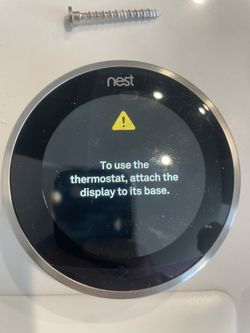 nest
To use the
thermostat, attach the
display to its base.